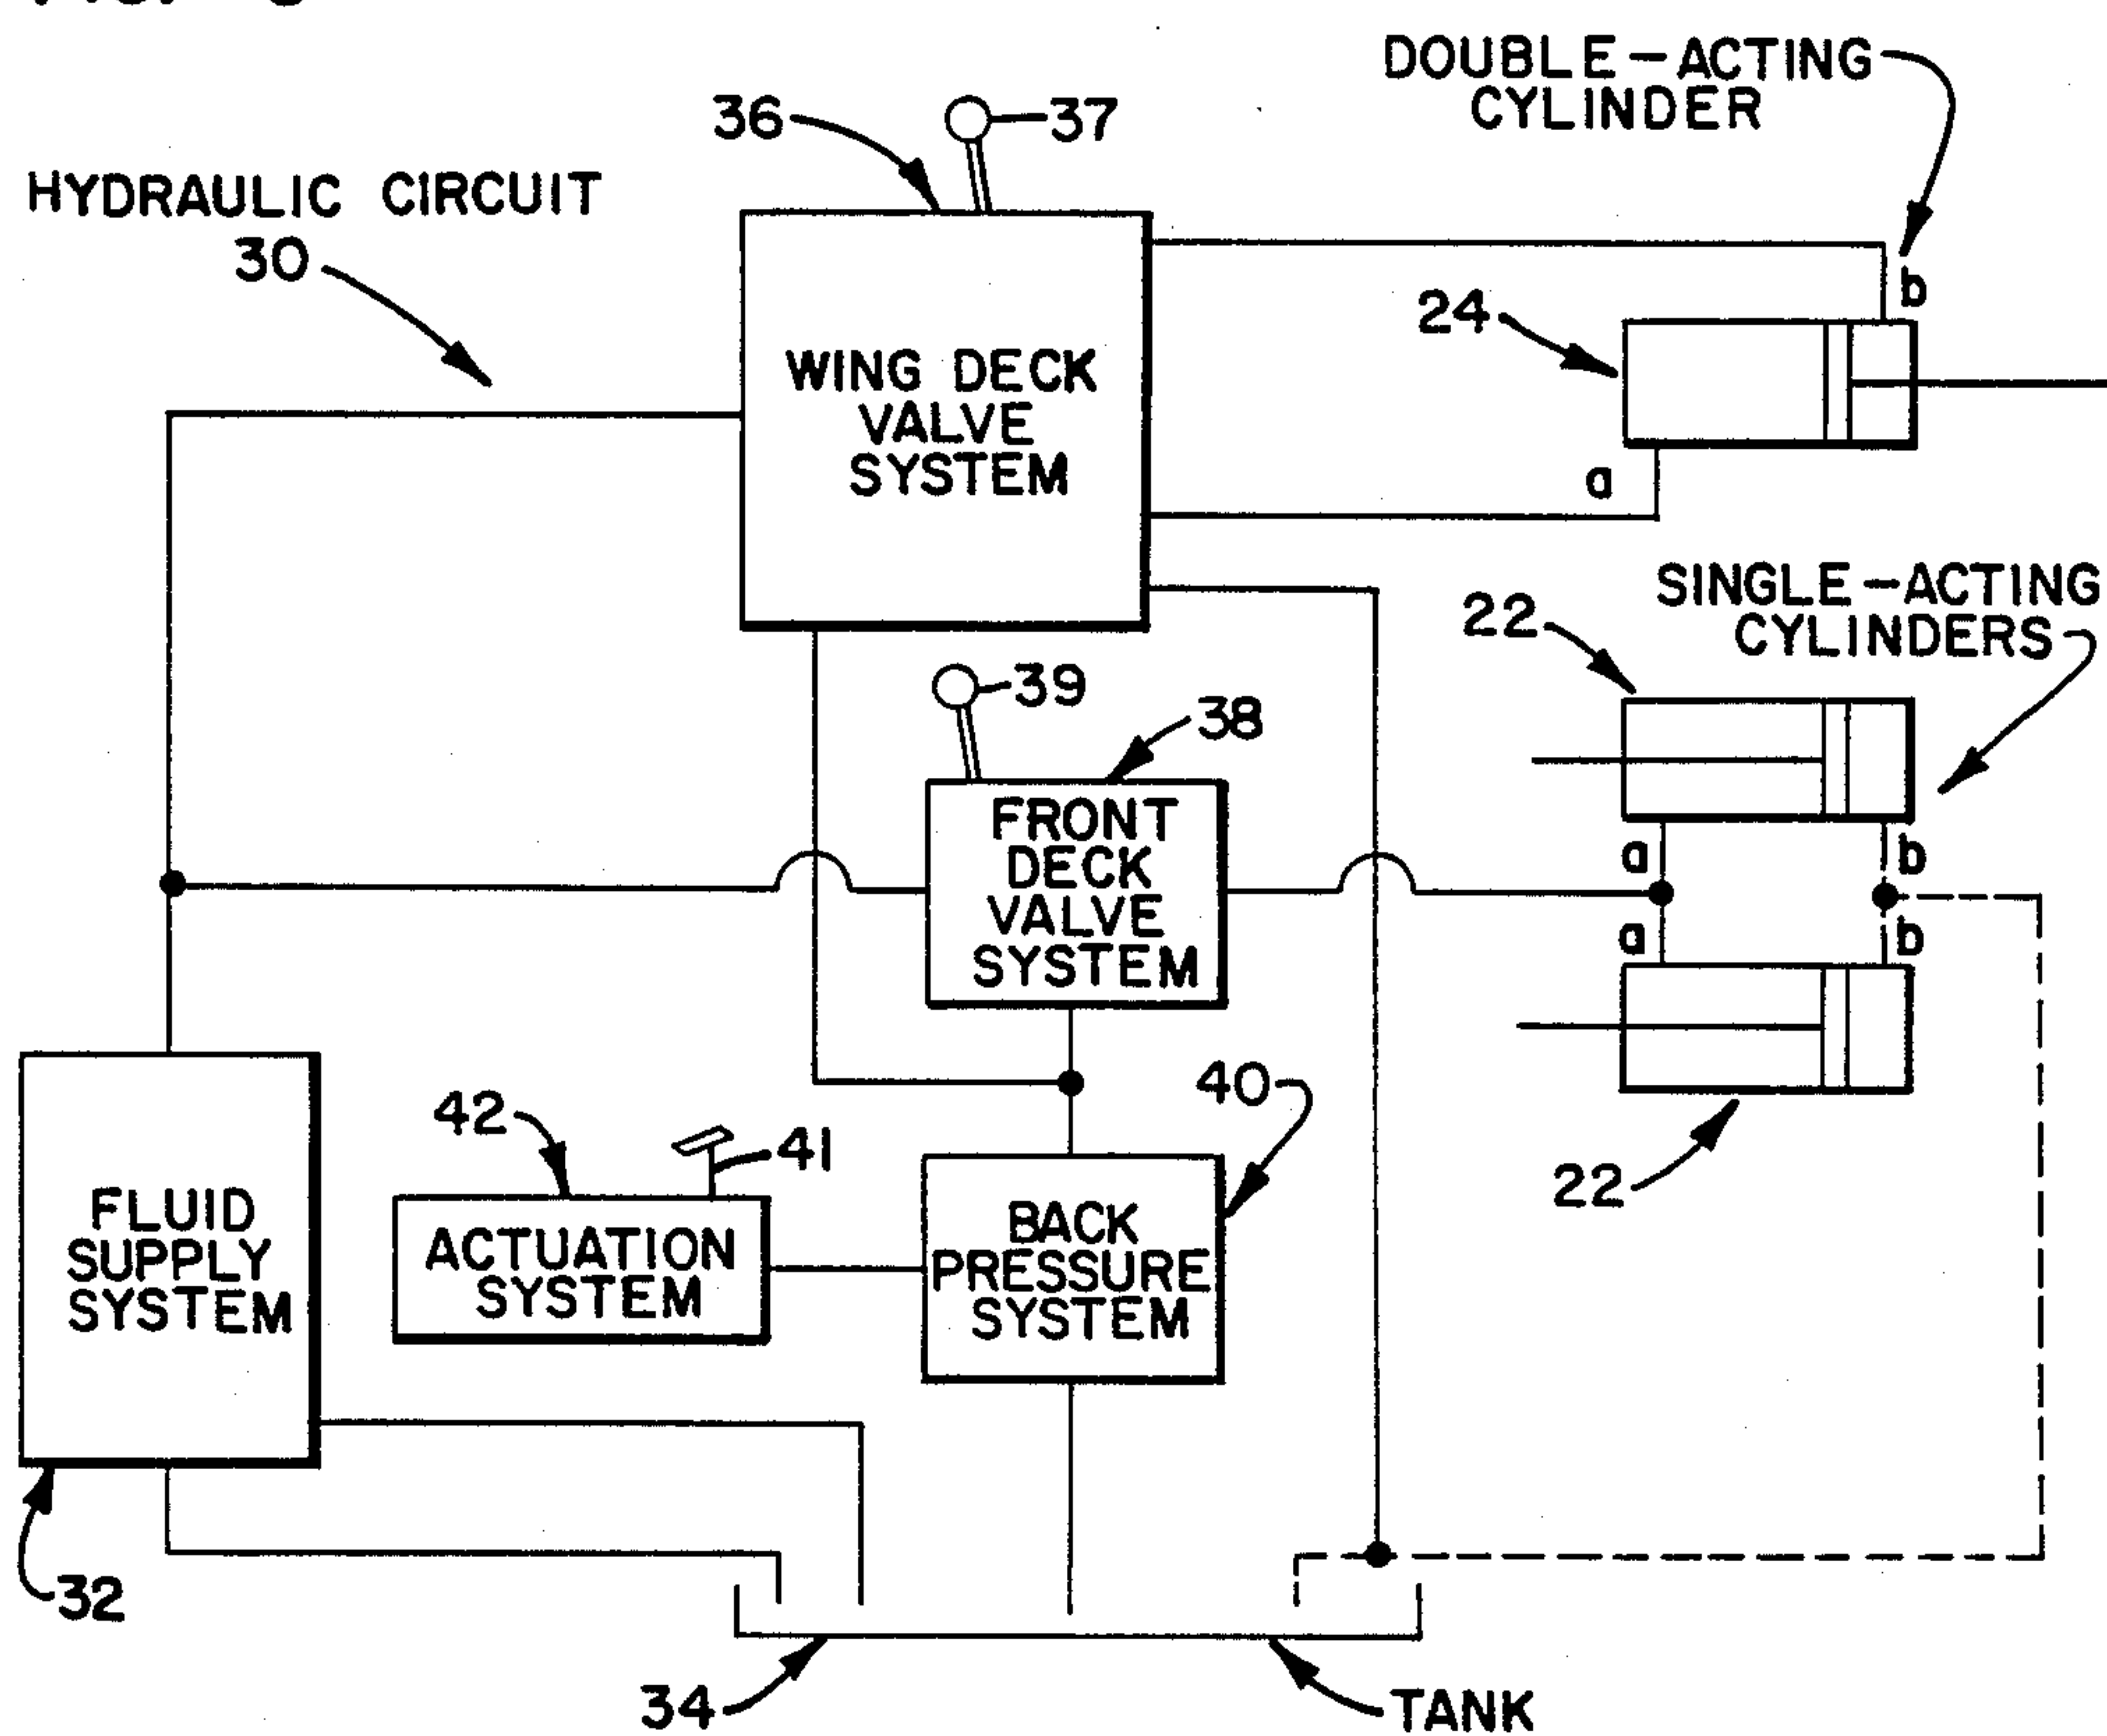 DOUBLE-ACTING
CYLINDER
36
37
HYDRAULIC CIRCUIT
30
b
24
WING DECK
VALVE
SYSTEM
a
SINGLE-ACTING
CYLINDERS
22
39
38
FRONT
DECK
VALVE
SYSTEM
a
b
a
b
40
42
41
22
FLUID
SUPPLY
SYSTEM
ACTUATION
SYSTEM
BACK
PRESSURE
SYSTEM
32
34
TANK